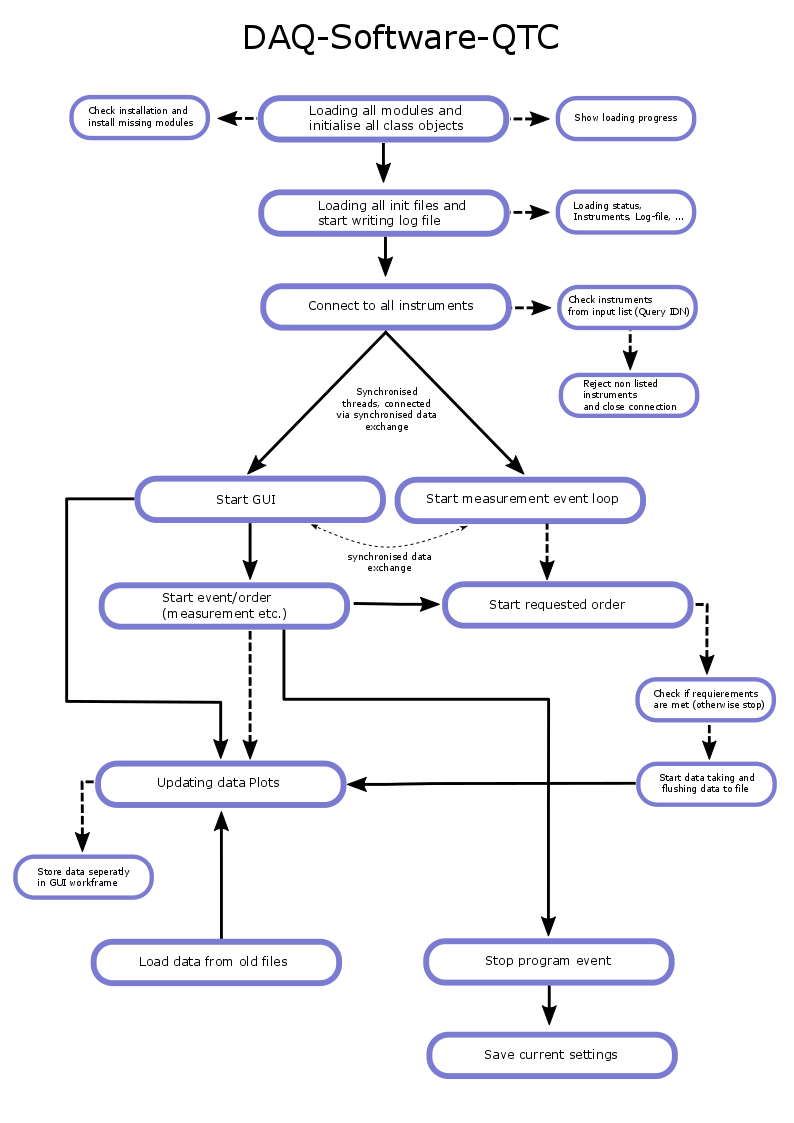 DAQ-Software-QTC
Check installation and
install missing modules
Loading all modules and
initialise all class objects
Show loading progress
Loading all init files and
start writing log file
Loading status,
Instruments, Log-file, ...
Connect to all instruments
Check instruments
from input list (Query IDN)
Reject non listed
instruments
and close connection
Synchronised
threads, connected
via synchronised data
exchange
Start GUI
Start measurement event loop
synchronised data
exchange
Start event/order
(measurement etc.)
Start requested order
Check if requierements
are met (otherwise stop)
Updating data Plots
Start data taking and
flushing data to file
Store data seperatly
in GUI workframe
Load data from old files
Stop program event
Save current settings